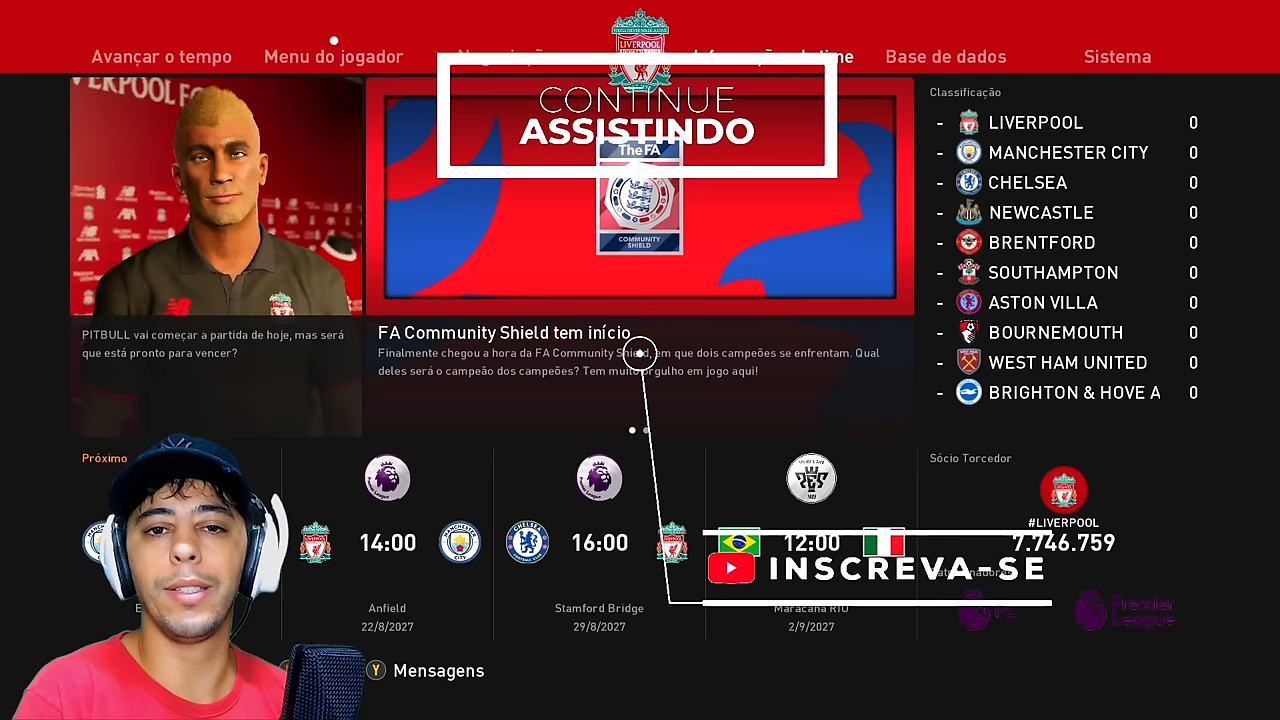 Avançar o tempo
Menu do jogador
Base de dados
Sistema
CONTINUE
ASSISTINDO
LIVERPOOL
The FA
COMMUNITY
SHIELD
PITBULL vai começar a partida de hoje, mas será
que está pronto para vencer?
FA Community Shield tem início
Finalmente chegou a hora da FA Community Shield, em que dois campeões se enfrentam. Qual
deles será o campeão dos campeões? Tem muito orgulho em jogo aqui!
Classificação
- LIVERPOOL 0
- MANCHESTER CITY 0
- CHELSEA 0
- NEWCASTLE 0
- BRENTFORD 0
- SOUTHAMPTON 0
- ASTON VILLA 0
- BOURNEMOUTH 0
- WEST HAM UNITED 0
- BRIGHTON & HOVE A 0
Próximo
14:00
Anfield
22/8/2027
16:00
Stamford Bridge
29/8/2027
12:00
Maracanã RIO
2/9/2027
Sócio Torcedor
#LIVERPOOL
7.746.759
INSCREVA-SE
Premier
League
Y Mensagens